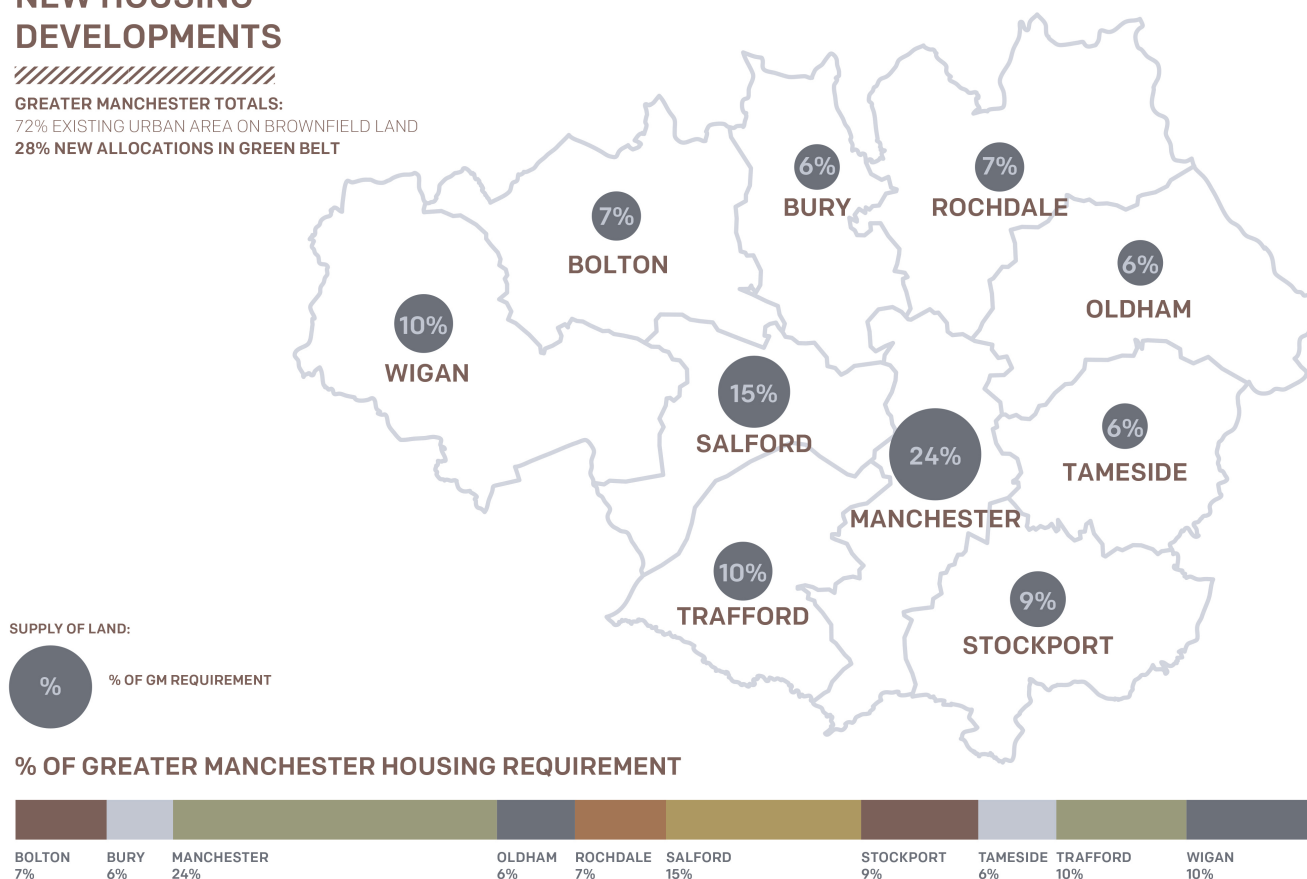 NEW HOUSING
DEVELOPMENTS
GREATER MANCHESTER TOTALS:
72% EXISTING URBAN AREA ON BROWNFIELD LAND
28% NEW ALLOCATIONS IN GREEN BELT
6%
BURY
7%
ROCHDALE
7%
BOLTON
6%
OLDHAM
10%
WIGAN
15%
SALFORD
24%
MANCHESTER
6%
TAMESIDE
10%
TRAFFORD
9%
STOCKPORT
SUPPLY OF LAND:
%
% OF GM REQUIREMENT
% OF GREATER MANCHESTER HOUSING REQUIREMENT
BOLTON BURY MANCHESTER OLDHAM ROCHDALE SALFORD STOCKPORT TAMESIDE TRAFFORD WIGAN
7% 6% 24% 6% 7% 15% 9% 6% 10% 10%